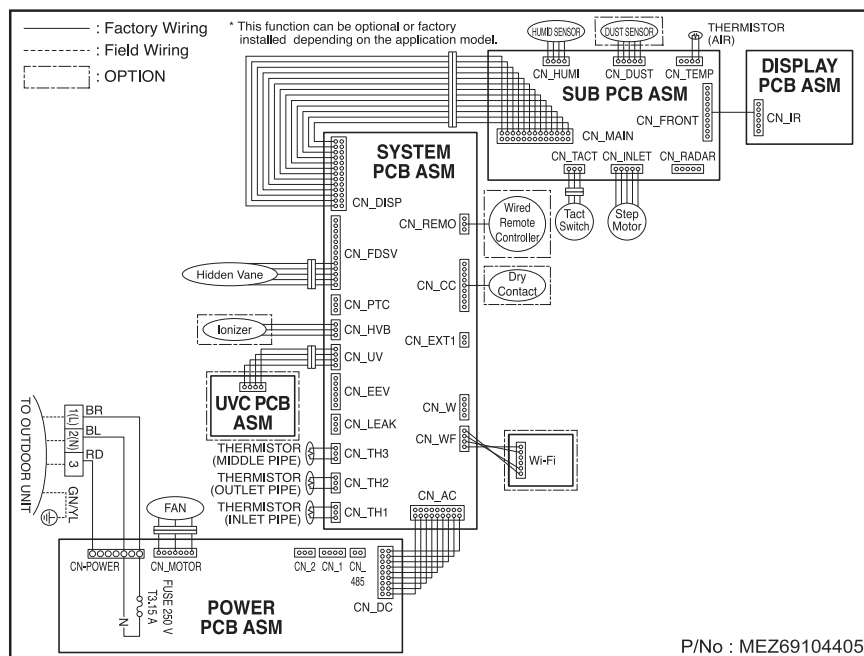 : Factory Wiring
: Field Wiring
: OPTION
* This function can be optional or factory
installed depending on the application model.
HUMID SENSOR
DUST SENSOR
THERMISTOR
(AIR)
CN_HUMI
CN_DUST
CN_TEMP
SUB PCB ASM
DISPLAY
PCB ASM
CN_FRONT
CN_IR
CN_MAIN
CN_TACT
CN_INLET
CN_RADAR
Tact
Switch
Step
Motor
SYSTEM
PCB ASM
CN_DISP
CN_REMO
Wired
Remote
Controller
CN_FDSV
Hidden Vane
CN_CC
Dry
Contact
CN_PTC
Ionizer
CN_HVB
CN_EXT1
CN_UV
UVC PCB
ASM
CN_EEV
CN_W
CN_LEAK
CN_WF
Wi-Fi
THERMISTOR
(MIDDLE PIPE)
CN_TH3
THERMISTOR
(OUTLET PIPE)
CN_TH2
THERMISTOR
(INLET PIPE)
CN_TH1
CN_AC
TO OUTDOOR UNIT
1(L)
2(N)
3
BR
BL
RD
GN/YL
FAN
CN-POWER
CN_MOTOR
CN_2
CN_1
CN_
485
CN_DC
FUSE 250 V
T3.15 A
N
POWER
PCB ASM
P/No : MEZ69104405